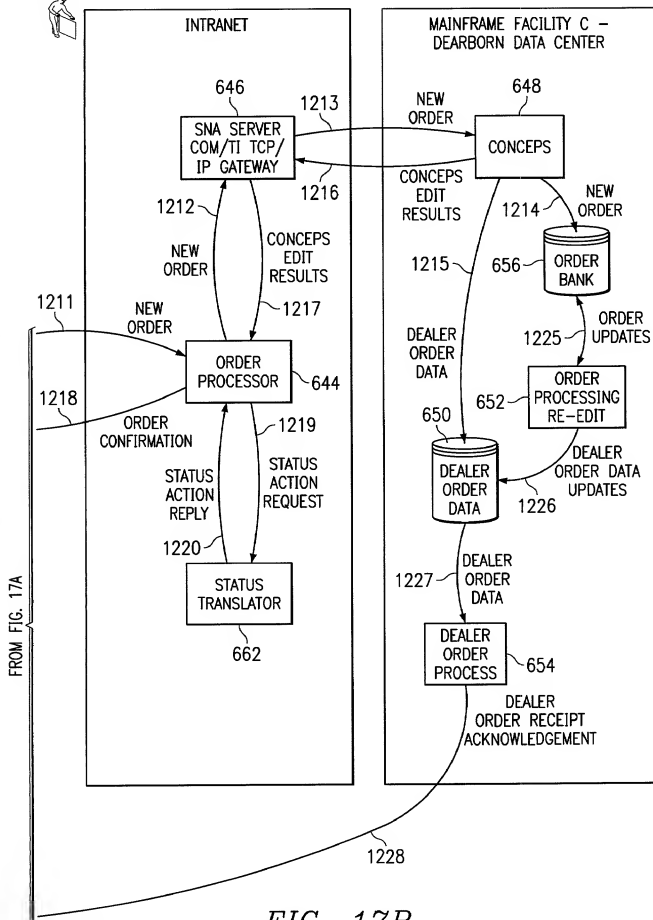 INTRANET
MAINFRAME FACILITY C –
DEARBORN DATA CENTER
646
SNA SERVER
COM/TI TCP/
IP GATEWAY
1213
NEW
ORDER
648
CONCEPS
1216
CONCEPS
EDIT
RESULTS
1212
NEW
ORDER
CONCEPS
EDIT
RESULTS
1217
1214
NEW
ORDER
1215
656
ORDER
BANK
1211
NEW
ORDER
ORDER
PROCESSOR
644
DEALER
ORDER
DATA
1225
ORDER
UPDATES
652
ORDER
PROCESSING
RE-EDIT
1218
ORDER
CONFIRMATION
1219
STATUS
ACTION
REPLY
STATUS
ACTION
REQUEST
1220
650
DEALER
ORDER
DATA
DEALER
ORDER DATA
UPDATES
1226
STATUS
TRANSLATOR
662
1227
DEALER
ORDER
DATA
DEALER
ORDER
PROCESS
654
FROM FIG. 17A
DEALER
ORDER RECEIPT
ACKNOWLEDGEMENT
1228
FIG. 17B